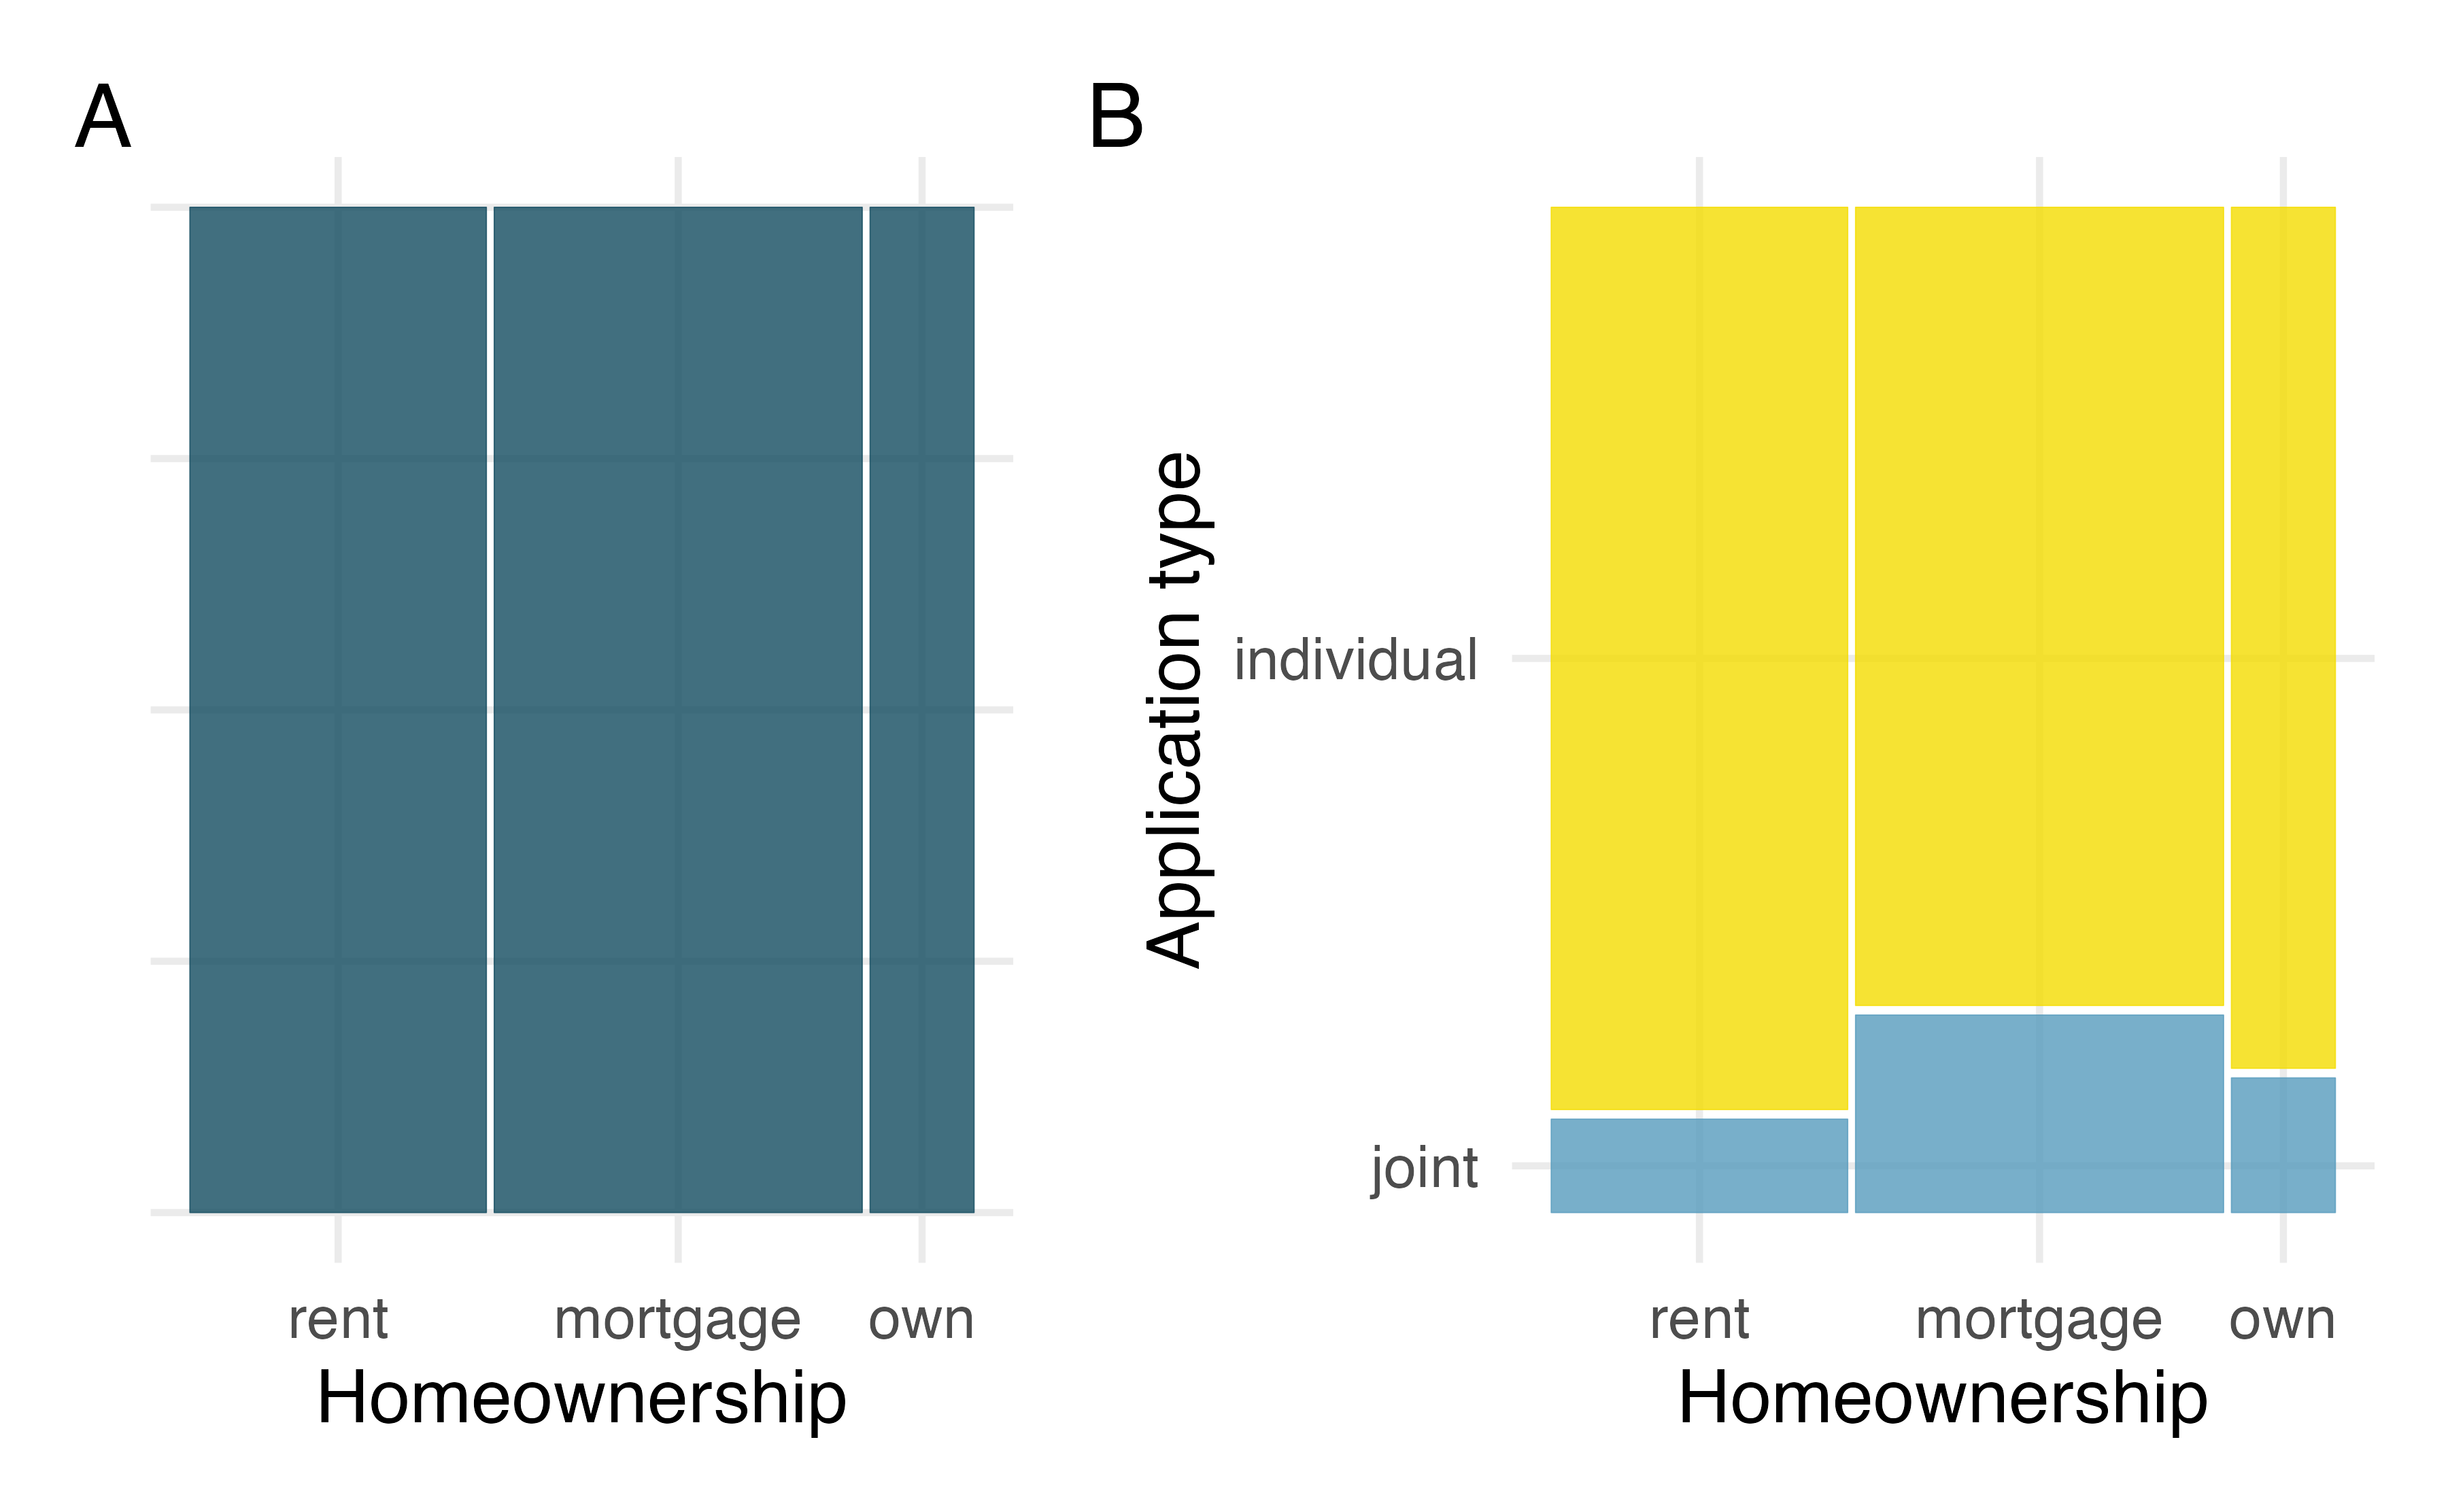 A
rent
mortgage
own
Homeownership
B
Application type
individual
joint
rent
mortgage
own
Homeownership